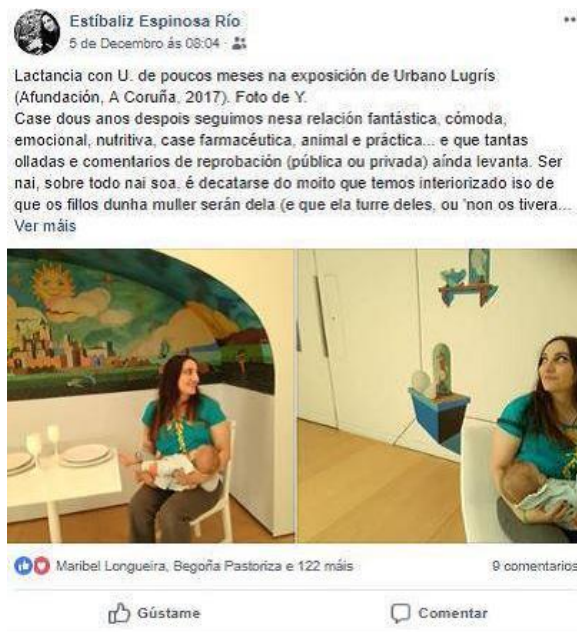 Estíbaliz Espinosa Río
5 de Decembro ás 08:04 ·
Lactancia con U. de poucos meses na exposición de Urbano Lugrís
(Afundación, A Coruña, 2017). Foto de Y.
Case dous anos despois seguimos nesa relación fantástica, cómoda,
emocional, nutritiva, case farmacéutica, animal e práctica... e que tantas
olladas e comentarios de reprobación (pública ou privada) aínda levanta. Ser
nai, sobre todo nai soa, é decatarse do moito que temos interiorizado iso de
que os fillos dunha muller serán dela (e que ela turre deles, ou 'non os tivera...
Ver máis
Maribel Longueira, Begoña Pastoriza e 122 máis
9 comentarios
Gústame
Comentar